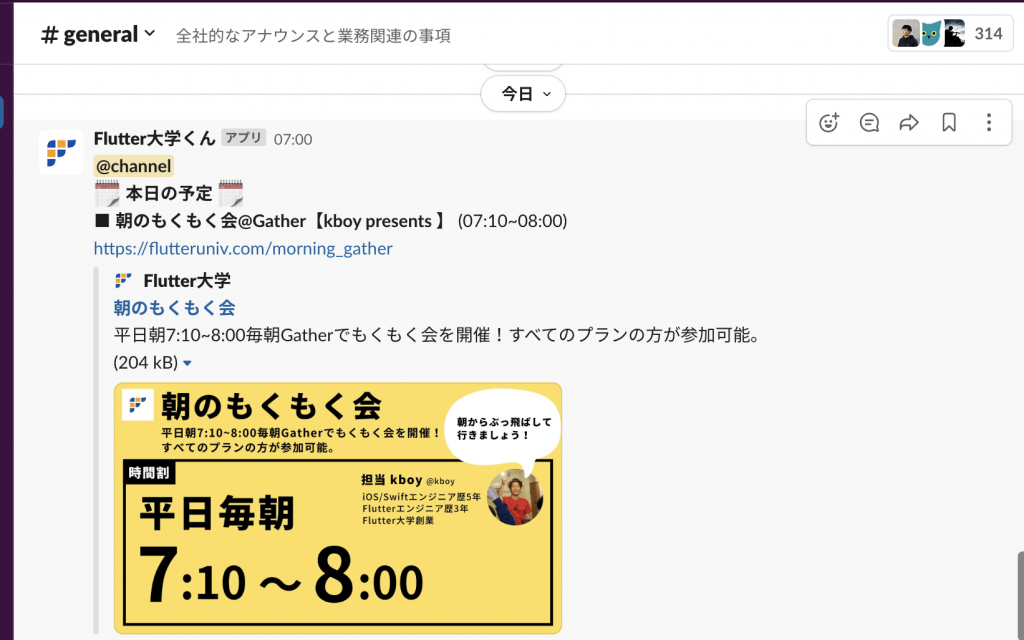 # general 全社的なアナウンスと業務関連の事項 314
今日
Flutter大学くん アプリ 07:00
@channel
本日の予定
■ 朝のもくもく会@Gather【kboy presents 】 (07:10~08:00)
https://flutteruniv.com/morning_gather
Flutter大学
朝のもくもく会
平日朝7:10~8:00毎朝Gatherでもくもく会を開催！すべてのプランの方が参加可能。
(204 kB)
朝のもくもく会
平日朝7:10~8:00毎朝Gatherでもくもく会を開催！
すべてのプランの方が参加可能。
朝からぶっ飛ばして
行きましょう！
時間割
平日毎朝
7:10 〜 8:00
担当 kboy @kboy
iOS/Swiftエンジニア歴5年
Flutterエンジニア歴3年
Flutter大学創業